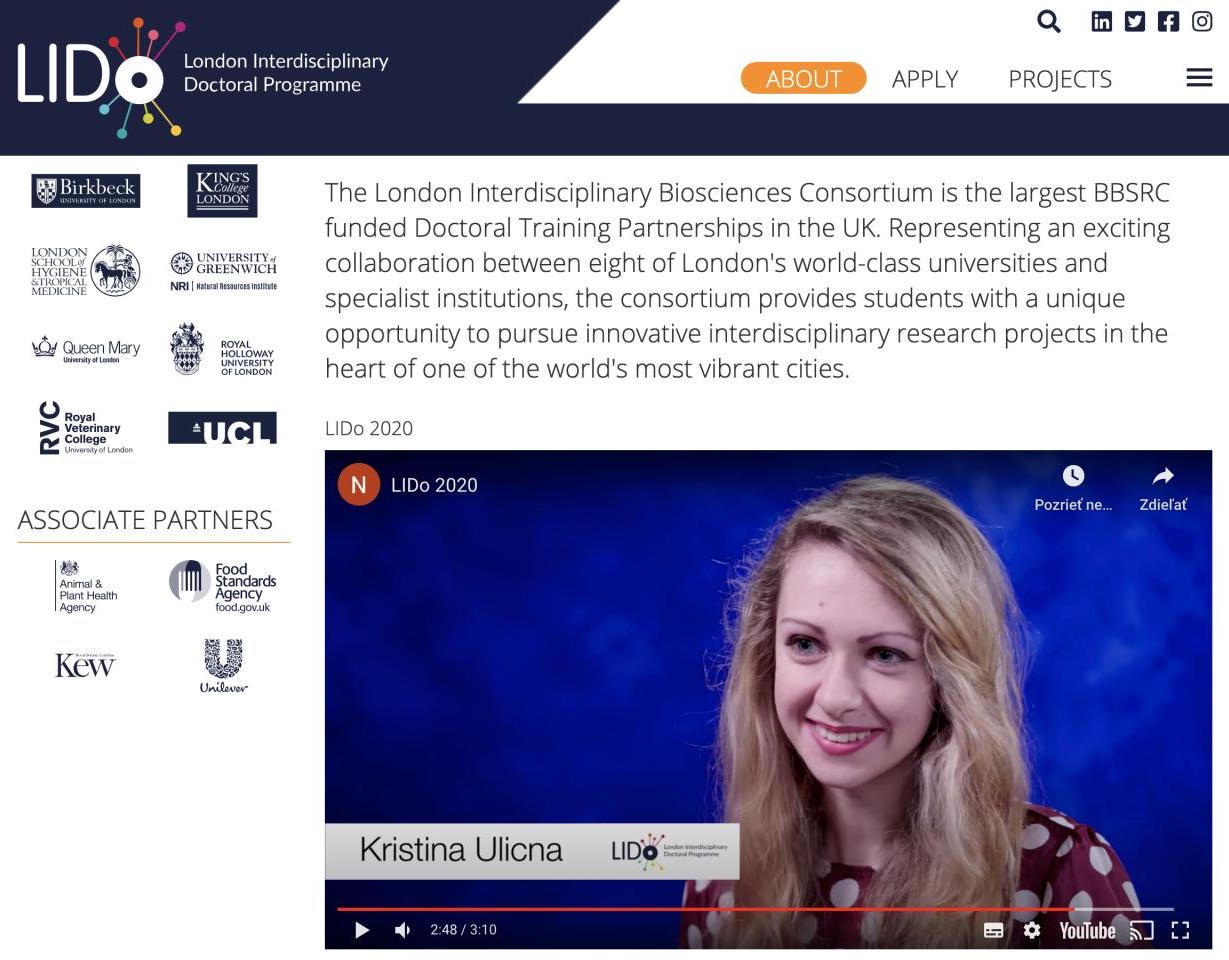 LIDo
London Interdisciplinary
Doctoral Programme
ABOUT
APPLY
PROJECTS
Birkbeck
UNIVERSITY OF LONDON
KING'S
College
LONDON
LONDON
SCHOOL of
HYGIENE
&TROPICAL
MEDICINE
UNIVERSITY of
GREENWICH
NRI | Natural Resources Institute
Queen Mary
University of London
ROYAL
HOLLOWAY
UNIVERSITY
OF LONDON
RVC
Royal
Veterinary
College
University of London
UCL
ASSOCIATE PARTNERS
Animal &
Plant Health
Agency
Food
Standards
Agency
food.gov.uk
Kew
Unilever
The London Interdisciplinary Biosciences Consortium is the largest BBSRC
funded Doctoral Training Partnerships in the UK. Representing an exciting
collaboration between eight of London's world-class universities and
specialist institutions, the consortium provides students with a unique
opportunity to pursue innovative interdisciplinary research projects in the
heart of one of the world's most vibrant cities.
LIDo 2020
N
LIDo 2020
Pozrieť ne...
Zdieľať
Kristina Ulicna
LIDo
London Interdisciplinary
Doctoral Programme
2:48 / 3:10
YouTube